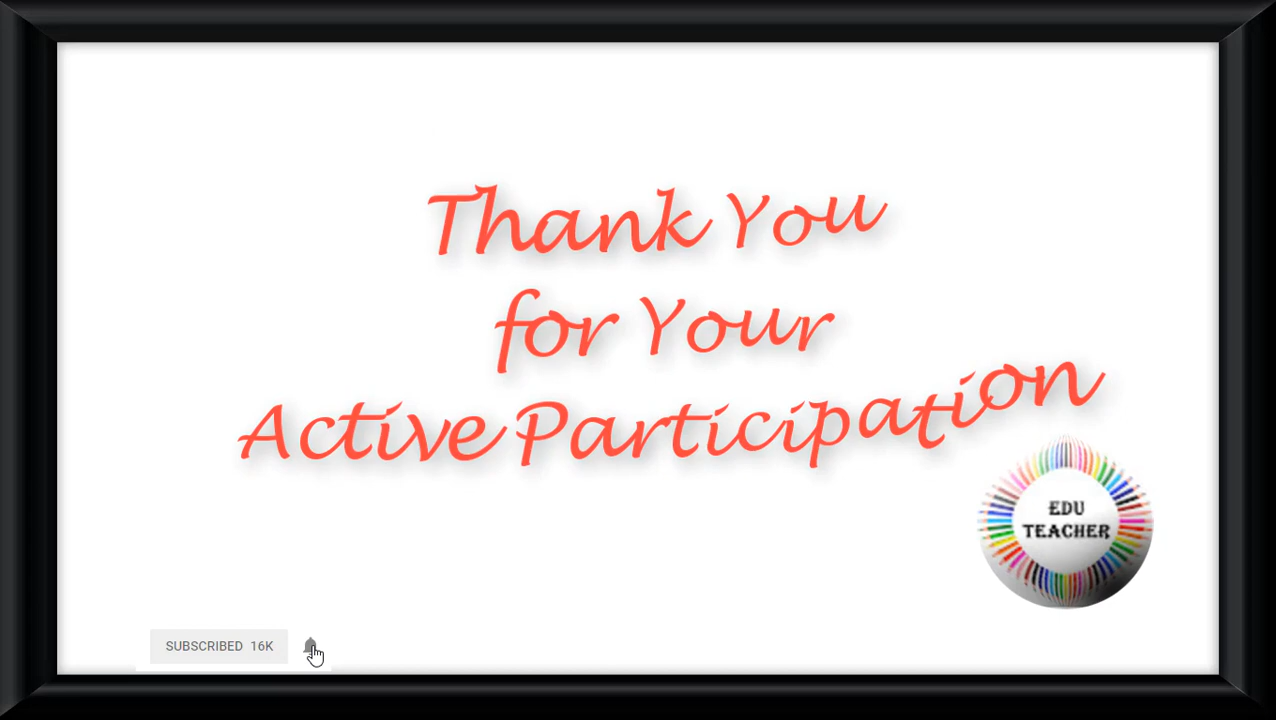 Thank You
for Your
Active Participation
EDU
TEACHER
SUBSCRIBED 16K